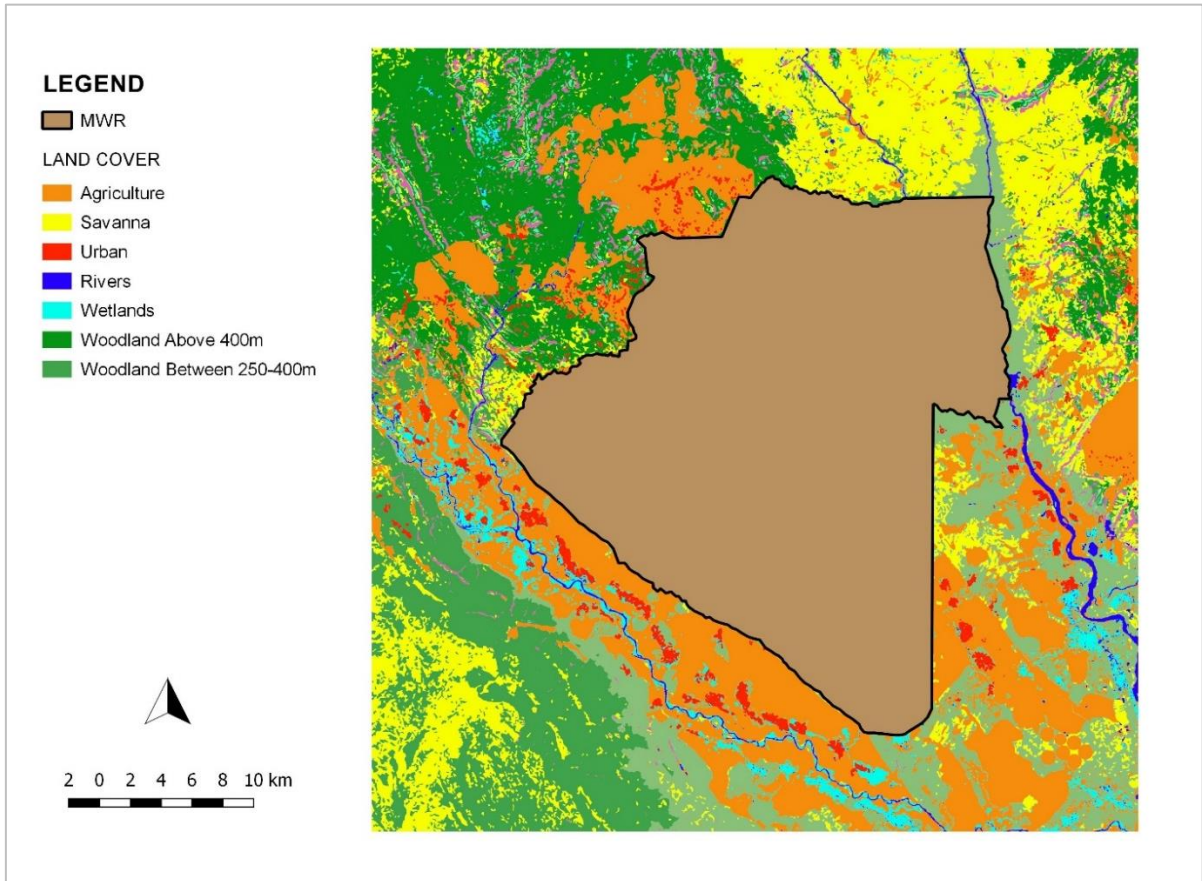 LEGEND
MWR
LAND COVER
Agriculture
Savanna
Urban
Rivers
Wetlands
Woodland Above 400m
Woodland Between 250-400m
2 0 2 4 6 8 10 km